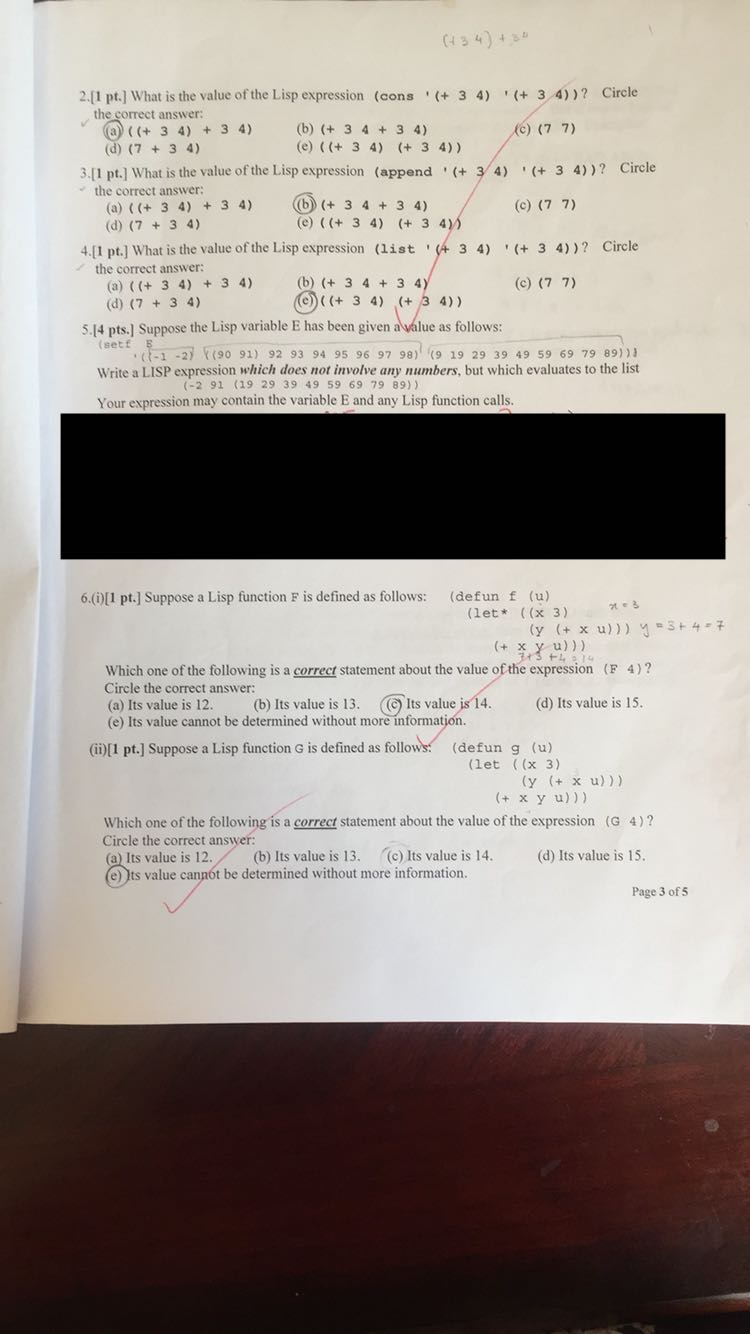 (+ 3 4) + 34
2.[1 pt.] What is the value of the Lisp expression (cons '(+ 3 4) '(+ 3 4))? Circle
the correct answer:
(a) ((+ 3 4) + 3 4) (b) (+ 3 4 + 3 4) (c) (7 7)
(d) (7 + 3 4) (e) ((+ 3 4) (+ 3 4))
3.[1 pt.] What is the value of the Lisp expression (append '(+ 3 4) '(+ 3 4))? Circle
the correct answer:
(a) ((+ 3 4) + 3 4) (b) (+ 3 4 + 3 4) (c) (7 7)
(d) (7 + 3 4) (e) ((+ 3 4) (+ 3 4))
4.[1 pt.] What is the value of the Lisp expression (list '(+ 3 4) '(+ 3 4))? Circle
the correct answer:
(a) ((+ 3 4) + 3 4) (b) (+ 3 4 + 3 4) (c) (7 7)
(d) (7 + 3 4) (e) ((+ 3 4) (+ 3 4))
5.[4 pts.] Suppose the Lisp variable E has been given a value as follows:
(setf E
'((-1 -2) ((90 91) 92 93 94 95 96 97 98) (9 19 29 39 49 59 69 79 89)))
Write a LISP expression which does not involve any numbers, but which evaluates to the list
(-2 91 (19 29 39 49 59 69 79 89))
Your expression may contain the variable E and any Lisp function calls.
6.(i)[1 pt.] Suppose a Lisp function F is defined as follows: (defun f (u)
(let* ((x 3) x = 3
(y (+ x u))) y = 3 + 4 = 7
(+ x y u)))
7+3 +4 = 14
Which one of the following is a correct statement about the value of the expression (F 4)?
Circle the correct answer:
(a) Its value is 12. (b) Its value is 13. (c) Its value is 14. (d) Its value is 15.
(e) Its value cannot be determined without more information.
(ii)[1 pt.] Suppose a Lisp function G is defined as follows: (defun g (u)
(let ((x 3)
(y (+ x u)))
(+ x y u)))
Which one of the following is a correct statement about the value of the expression (G 4)?
Circle the correct answer:
(a) Its value is 12. (b) Its value is 13. (c) Its value is 14. (d) Its value is 15.
(e) Its value cannot be determined without more information.
Page 3 of 5